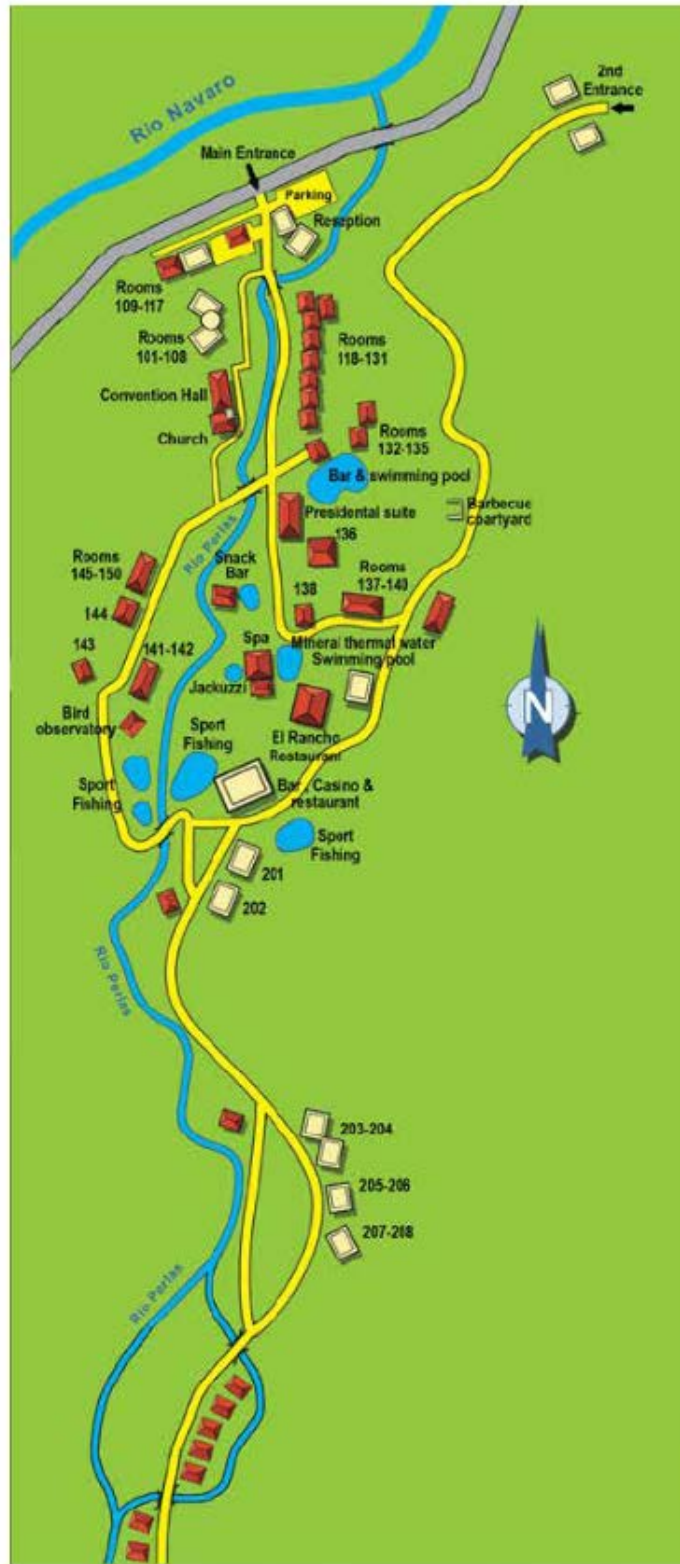 2nd
Entrance
Rio Navaro
Main Entrance
Parking
Reseption
Rooms
109-117
Rooms
101-108
Rooms
118-131
Convention Hall
Church
Rooms
132-135
Bar & swimming pool
Presidental suite
136
Barbecue
coartyard
Rio Perlas
Rooms
145-150
Snack
Bar
Rooms
137-140
138
144
143
141-142
Spa
Mineral thermal water
Swimming pool
Jackuzzi
N
Bird
observatory
Sport
Fishing
El Ranche
Restaurant
Sport
Fishing
Bar, Casino &
restaurant
Sport
Fishing
201
202
Rio Perlas
203-204
205-206
207-208
Rio Perlas